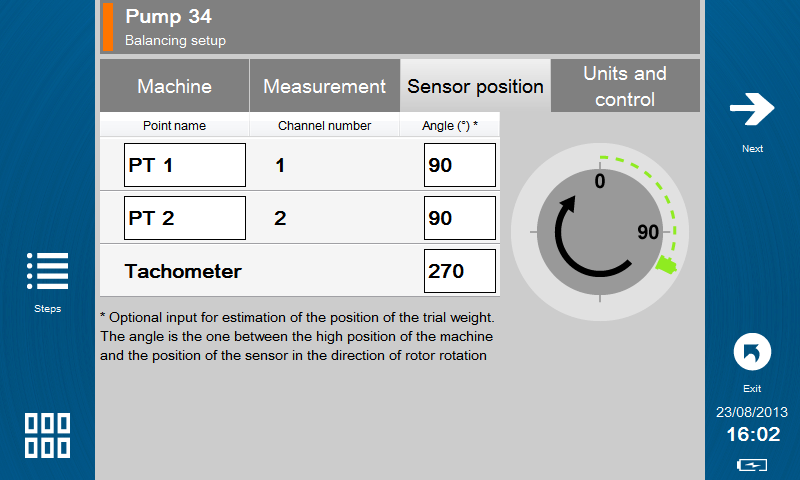 Pump 34
Balancing setup
Machine
Measurement
Sensor position
Units and
control
Point name
Channel number
Angle (°) *
PT 1
1
90
PT 2
2
90
Tachometer
270
0
90
* Optional input for estimation of the position of the trial weight.
The angle is the one between the high position of the machine
and the position of the sensor in the direction of rotor rotation
Steps
Next
Exit
23/08/2013
16:02